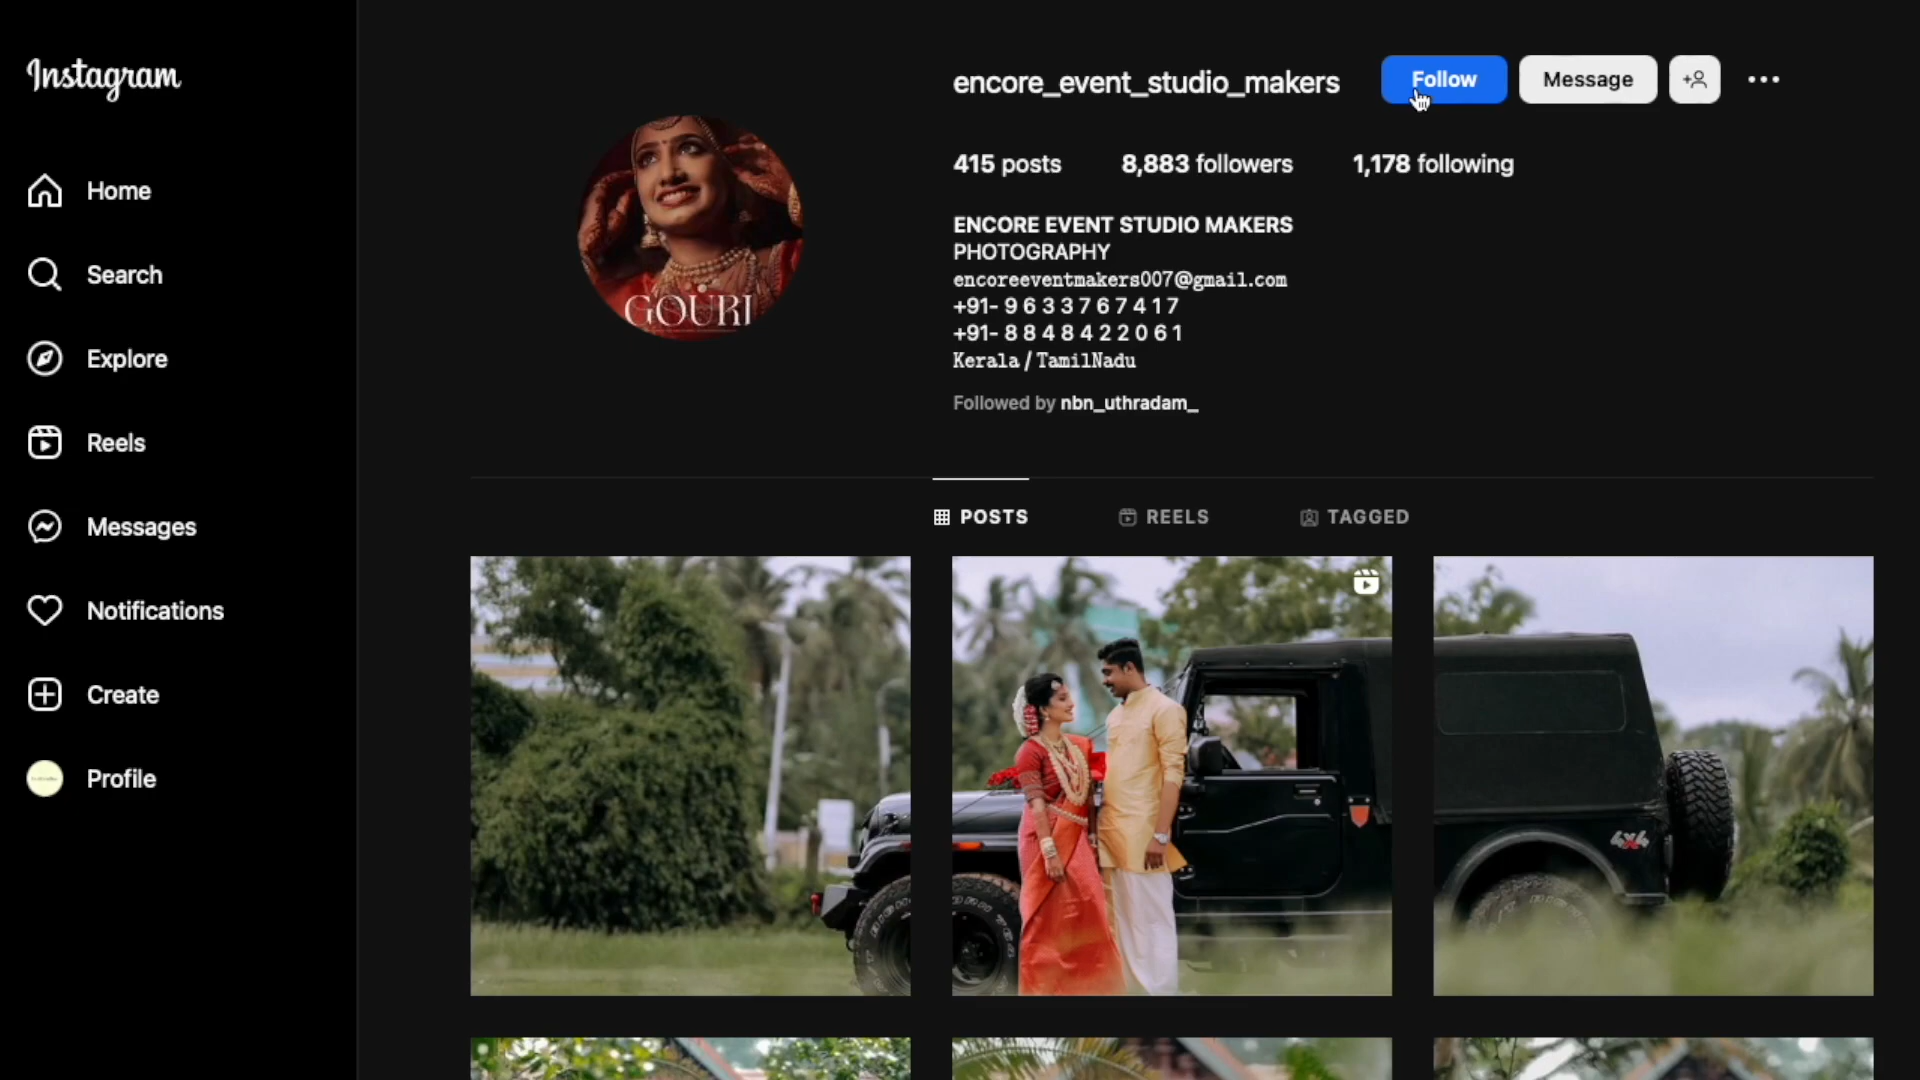 Instagram
Home
Search
Explore
Reels
Messages
Notifications
Create
Profile
encore_event_studio_makers
Follow
Message
415 posts
8,883 followers
1,178 following
ENCORE EVENT STUDIO MAKERS
PHOTOGRAPHY
encoreeventmakers007@gmail.com
+91- 9 6 3 3 7 6 7 4 1 7
+91- 8 8 4 8 4 2 2 0 6 1
Kerala / TamilNadu
Followed by nbn_uthradam_
GOURI
POSTS
REELS
TAGGED
4x4